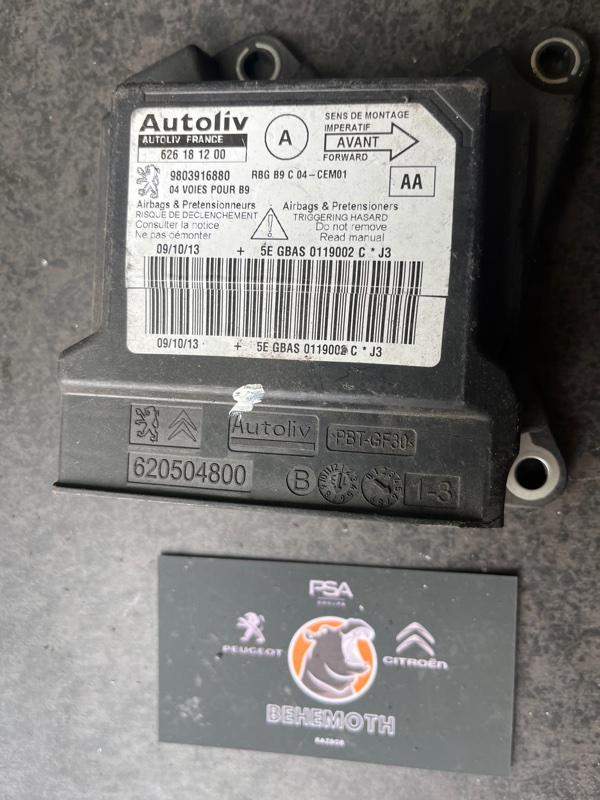 Autoliv
AUTOLIV FRANCE
626 18 12 00
A
SENS DE MONTAGE
IMPERATIF
AVANT
FORWARD
9803916880
RBG B9 C 04-CEM01
04 VOIES POUR B9
AA
Airbags & Pretensionneurs
RISQUE DE DECLENCHEMENT
Consulter la notice
Ne pas démonter
Airbags & Pretensioners
TRIGGERING HASARD
Do not remove
Read manual
09/10/13 + 5E GBAS 0119002 C * J3
09/10/13 + 5E GBAS 0119002 C * J3
Autoliv
>PBT-GF30<
620504800
B
1-3
PSA
GROUPE
PEUGEOT
CITROËN
BEHEMOTH
RAZBOR